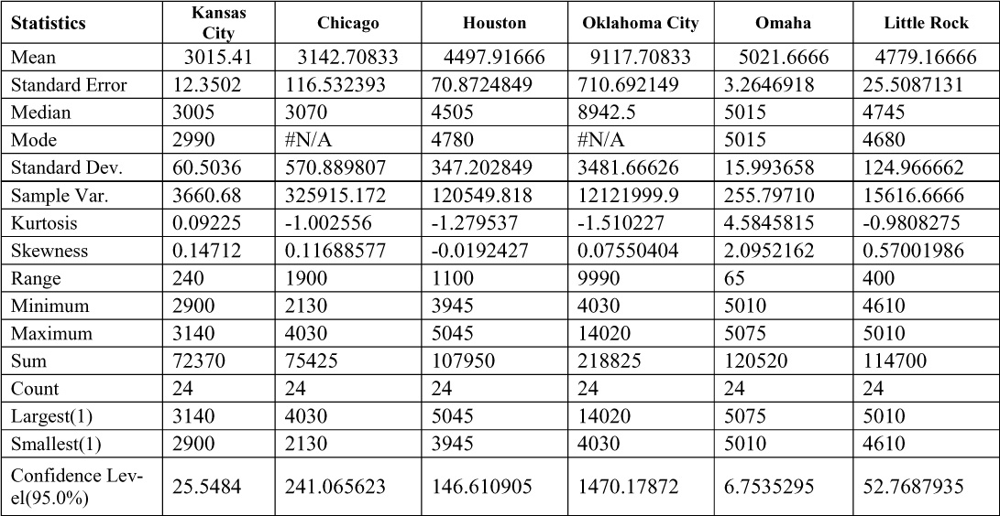 Statistics Kansas City Chicago Houston Oklahoma City Omaha Little Rock
Mean 3015.41 3142.70833 4497.91666 9117.70833 5021.6666 4779.16666
Standard Error 12.3502 116.532393 70.8724849 710.692149 3.2646918 25.5087131
Median 3005 3070 4505 8942.5 5015 4745
Mode 2990 #N/A 4780 #N/A 5015 4680
Standard Dev. 60.5036 570.889807 347.202849 3481.66626 15.993658 124.966662
Sample Var. 3660.68 325915.172 120549.818 12121999.9 255.79710 15616.6666
Kurtosis 0.09225 -1.002556 -1.279537 -1.510227 4.5845815 -0.9808275
Skewness 0.14712 0.11688577 -0.0192427 0.07550404 2.0952162 0.57001986
Range 240 1900 1100 9990 65 400
Minimum 2900 2130 3945 4030 5010 4610
Maximum 3140 4030 5045 14020 5075 5010
Sum 72370 75425 107950 218825 120520 114700
Count 24 24 24 24 24 24
Largest(1) 3140 4030 5045 14020 5075 5010
Smallest(1) 2900 2130 3945 4030 5010 4610
Confidence Lev-
el(95.0%) 25.5484 241.065623 146.610905 1470.17872 6.7535295 52.7687935